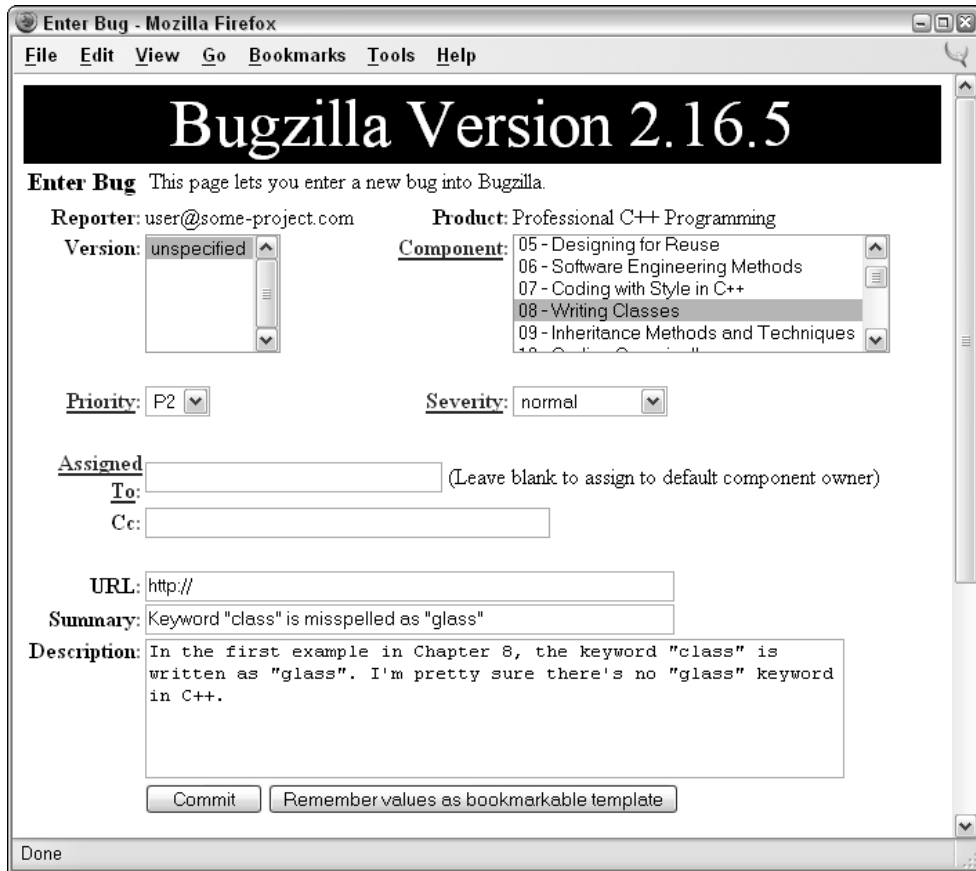 Enter Bug - Mozilla Firefox
File Edit View Go Bookmarks Tools Help
Bugzilla Version 2.16.5
Enter Bug This page lets you enter a new bug into Bugzilla.
Reporter: user@some-project.com Product: Professional C++ Programming
Version: unspecified Component: 05 - Designing for Reuse
06 - Software Engineering Methods
07 - Coding with Style in C++
08 - Writing Classes
09 - Inheritance Methods and Techniques
Priority: P2 Severity: normal
Assigned
To: (Leave blank to assign to default component owner)
Cc:
URL: http://
Summary: Keyword "class" is misspelled as "glass"
Description: In the first example in Chapter 8, the keyword "class" is
written as "glass". I'm pretty sure there's no "glass" keyword
in C++.
Commit Remember values as bookmarkable template
Done